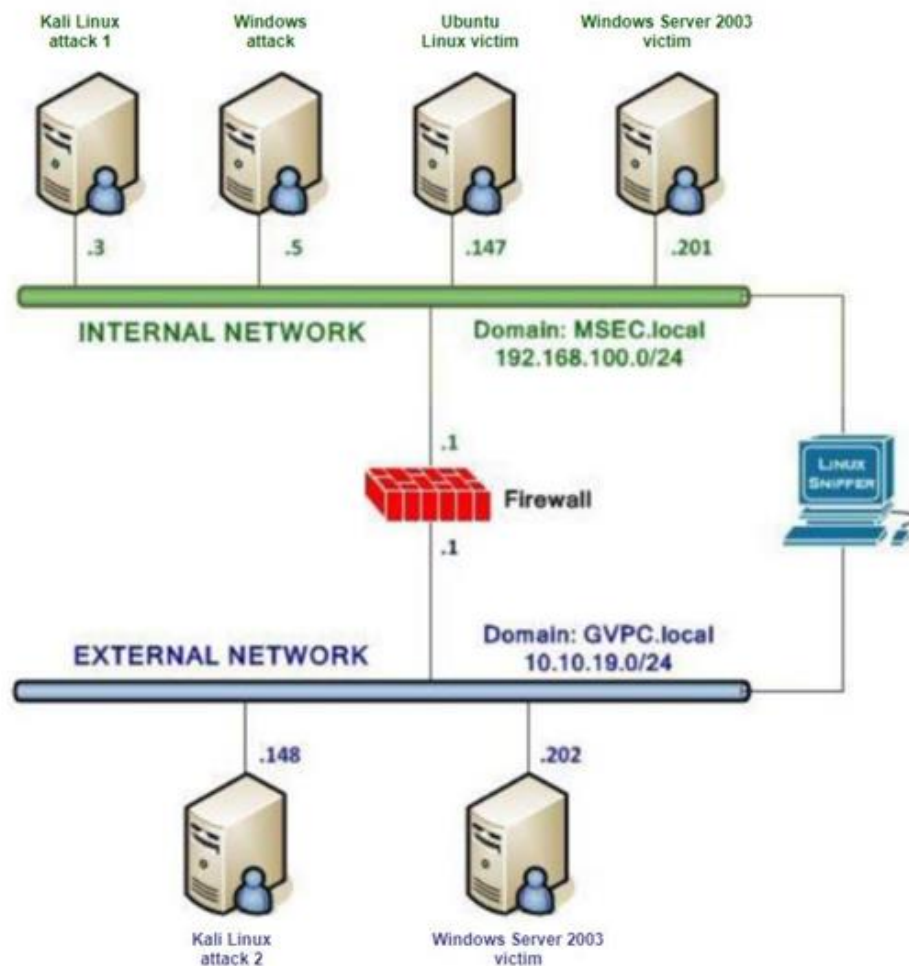 Kali Linux
attack 1
Windows
attack
Ubuntu
Linux victim
Windows Server 2003
victim
.3
.5
.147
.201
INTERNAL NETWORK
Domain: MSEC.local
192.168.100.0/24
.1
Firewall
LINUX
SNIFFER
.1
EXTERNAL NETWORK
Domain: GVPC.local
10.10.19.0/24
.148
.202
Kali Linux
attack 2
Windows Server 2003
victim